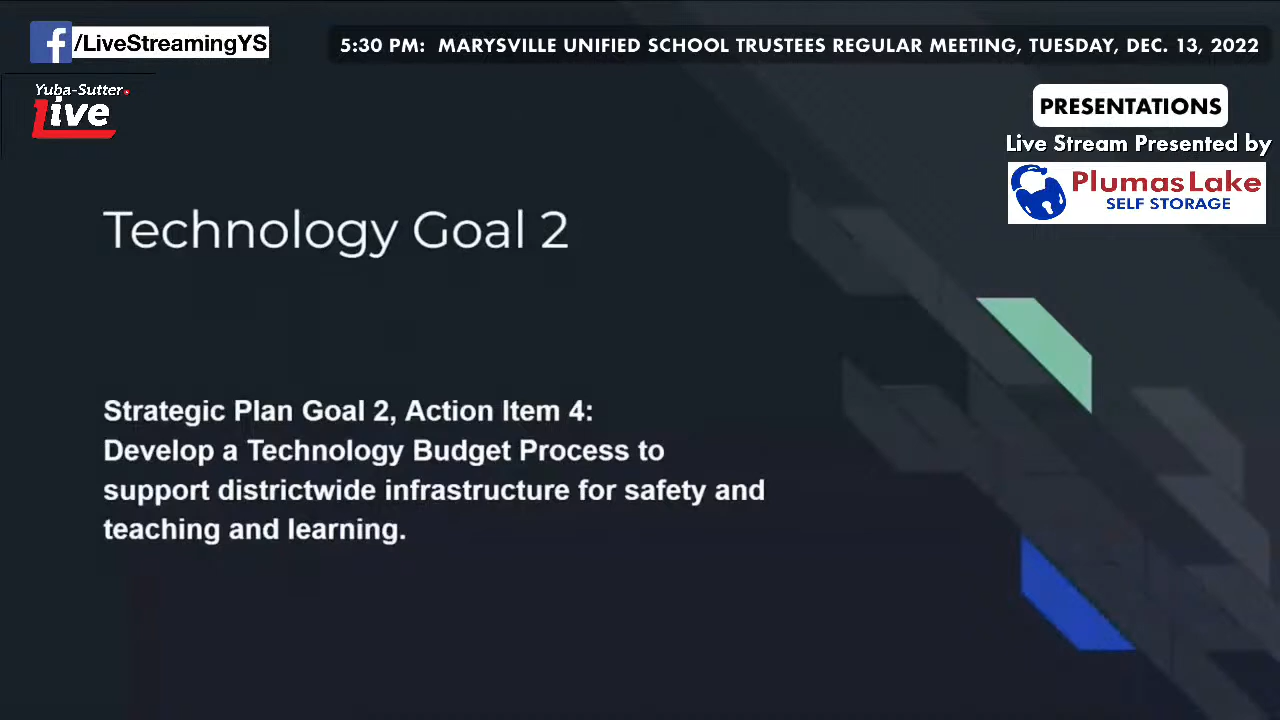 /LiveStreamingYS
5:30 PM: MARYSVILLE UNIFIED SCHOOL TRUSTEES REGULAR MEETING, TUESDAY, DEC. 13, 2022
Yuba-Sutter
Live
PRESENTATIONS
Live Stream Presented by
Plumas Lake
SELF STORAGE
Technology Goal 2
Strategic Plan Goal 2, Action Item 4:
Develop a Technology Budget Process to
support districtwide infrastructure for safety and
teaching and learning.